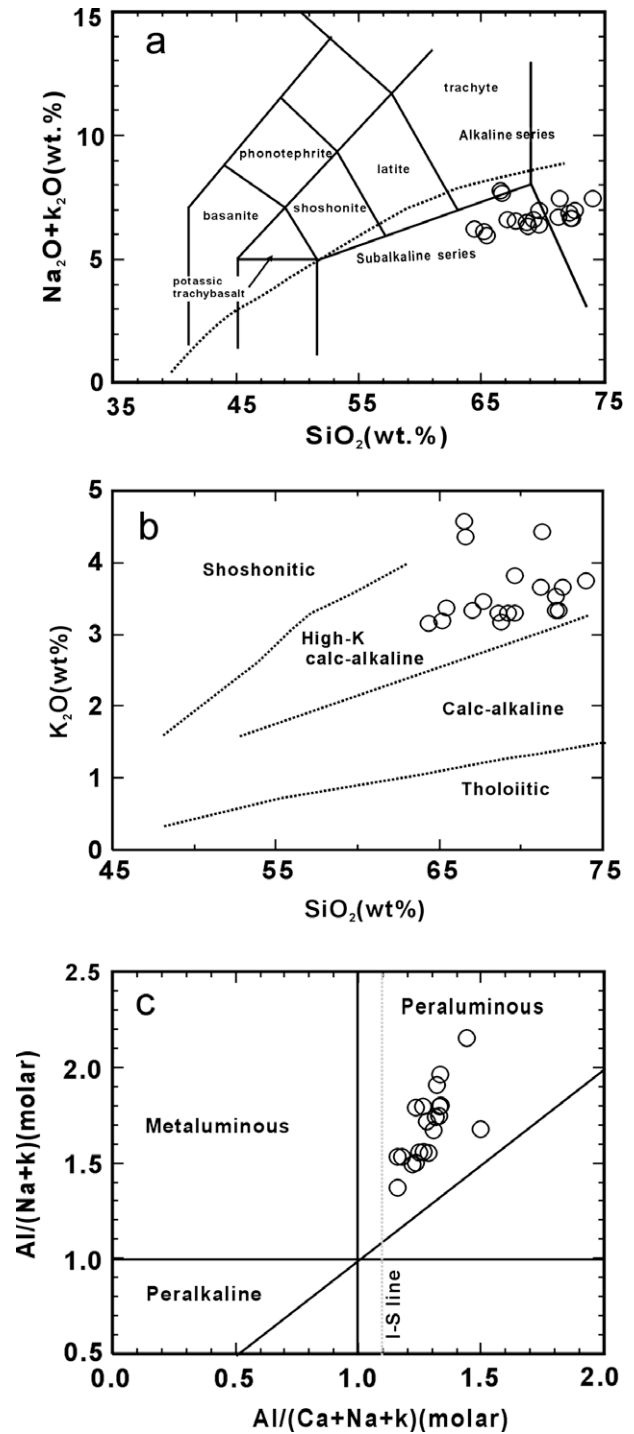 15
a
trachyte
Alkaline series
10
phonotephrite
latite
basanite
shoshonite
5
Subalkaline series
potassic
trachybasalt
0
Na₂O+k₂O(wt.%)
35 45 55 65 75
SiO₂(wt.%)
5
b
4
Shoshonitic
3
High-K
calc-alkaline
2
Calc-alkaline
1
Tholoiitic
0
K₂O(wt%)
45 55 65 75
SiO₂(wt%)
2.5
c
Peraluminous
2.0
Metaluminous
1.5
1.0
Peralkaline
I-S line
0.5
Al/(Na+k)(molar)
0.0 0.5 1.0 1.5 2.0
Al/(Ca+Na+k)(molar)